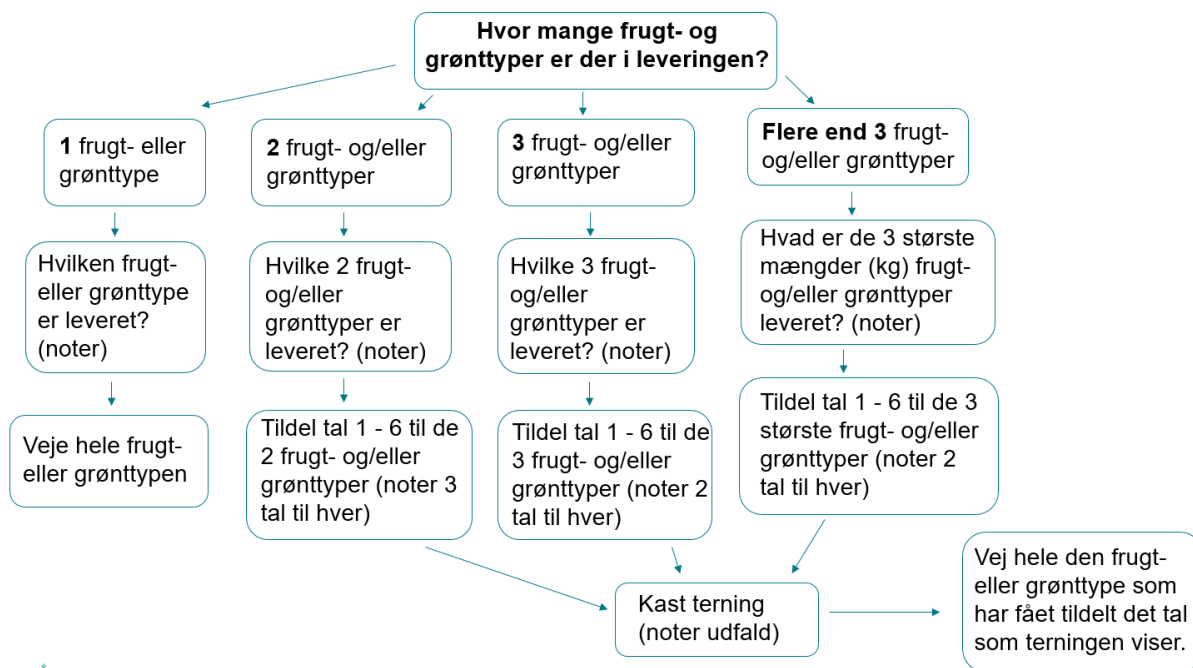 Hvor mange frugt- og
grønttyper er der i leveringen?
1 frugt- eller
grønttype
2 frugt- og/eller
grønttyper
3 frugt- og/eller
grønttyper
Flere end 3 frugt-
og/eller grønttyper
Hvilken frugt-
eller grønttype
er leveret?
(noter)
Hvilke 2 frugt-
og/eller
grønttyper er
leveret? (noter)
Hvilke 3 frugt-
og/eller
grønttyper er
leveret? (noter)
Hvad er de 3 større
mængder (kg) frugt-
og/eller grønttyper
leveret? (noter)
Veje hele frugt-
eller grønttypen
Tildel tal 1 - 6 til de
2 frugt- og/eller
grønttyper (noter 3
tal til hver)
Tildel tal 1 - 6 til de
3 frugt- og/eller
grønttyper (noter 2
tal til hver)
Tildel tal 1 - 6 til de 3
største frugt- og/eller
grønttyper (noter 2
tal til hver)
Kast terning
(noter udfald)
Vej hele den frugt-
eller grønttype som
har fået tildelt det tal
som terningen viser.